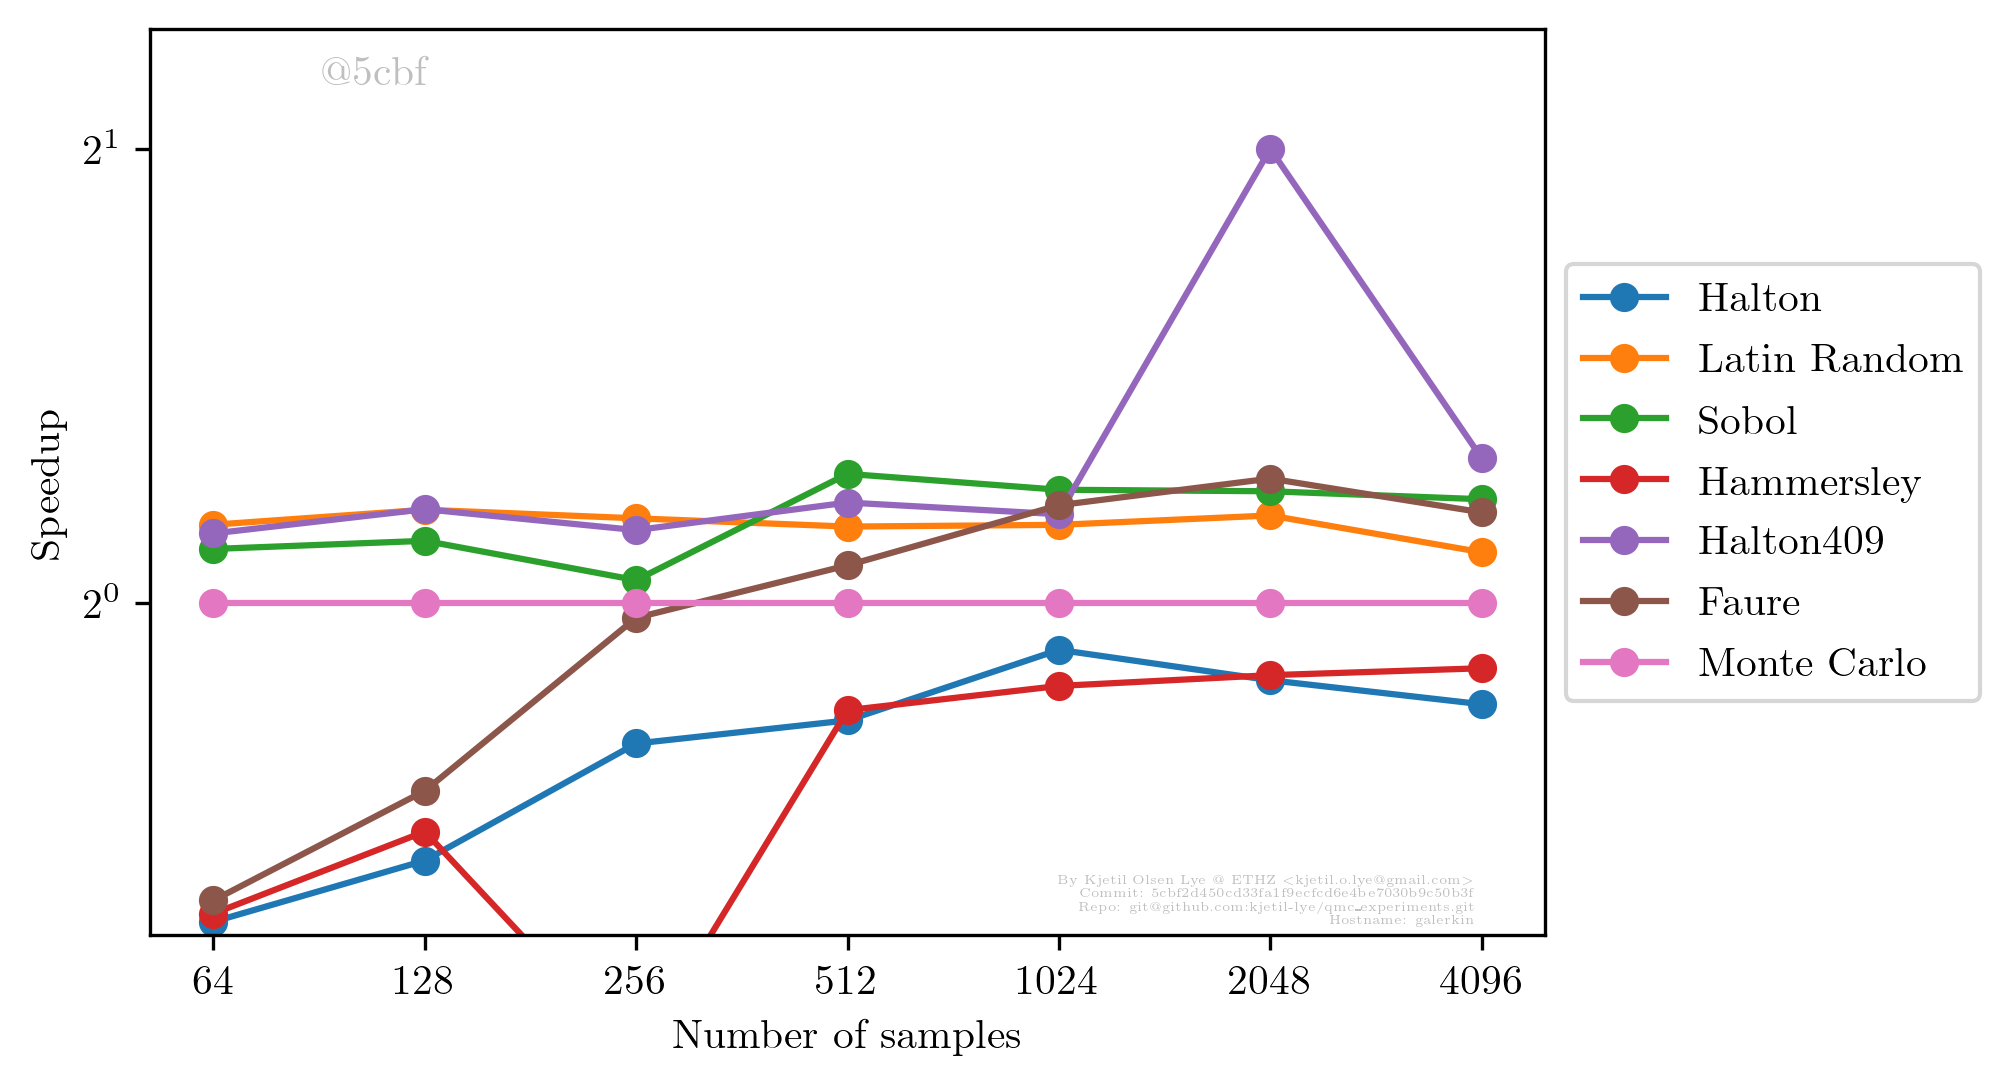 @5cbf
2^1
2^0
Speedup
64 128 256 512 1024 2048 4096
Number of samples
Halton
Latin Random
Sobol
Hammersley
Halton409
Faure
Monte Carlo
By Kjetil Olsen Lye @ ETHZ <kjetil.o.lye@gmail.com>
Commit: 5cbf2d450cd33fa1f9ecfcd6e4be7030b9c50b3f
Repo: git@github.com:kjetil-lye/qmc_experiments.git
Hostname: galerkin